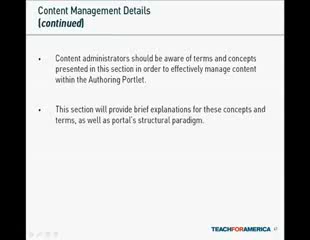 Content Management Details
(continued)
• Content administrators should be aware of terms and concepts
presented in this section in order to effectively manage content
within the Authoring Portlet.
• This section will provide brief explanations for these concepts and
terms, as well as portal's structural paradigm.
TEACHFORAMERICA